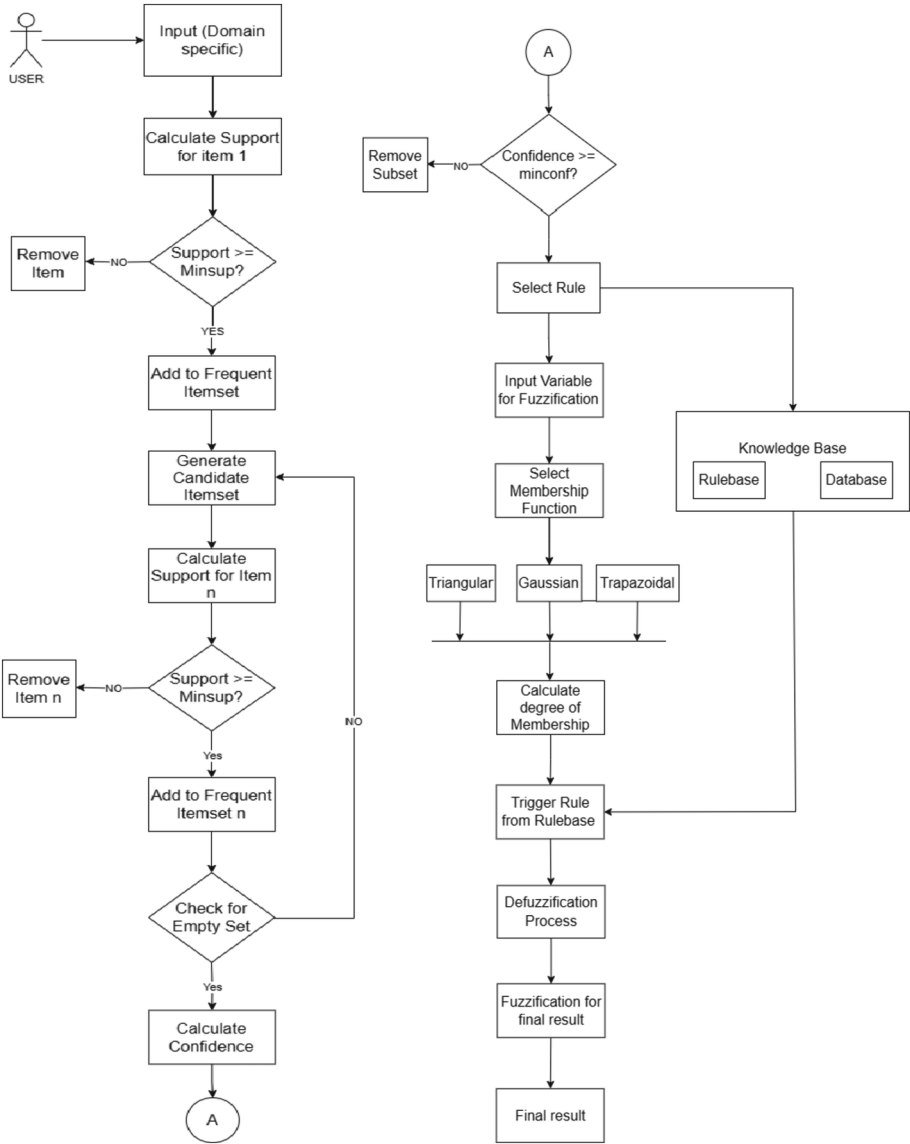 USER
Input (Domain
specific)
Calculate Support
for item 1
Support >=
Minsup?
NO
Remove
Item
YES
Add to Frequent
Itemset
Generate
Candidate
Itemset
Calculate
Support for Item
n
Support >=
Minsup?
NO
Remove
Item n
Yes
Add to Frequent
Itemset n
Check for
Empty Set
NO
Yes
Calculate
Confidence
A
A
Confidence >=
minconf?
NO
Remove
Subset
Select Rule
Input Variable
for Fuzzification
Knowledge Base
Rulebase
Database
Select
Membership
Function
Triangular
Gaussian
Trapazoidal
Calculate
degree of
Membership
Trigger Rule
from Rulebase
Defuzzification
Process
Fuzzification for
final result
Final result